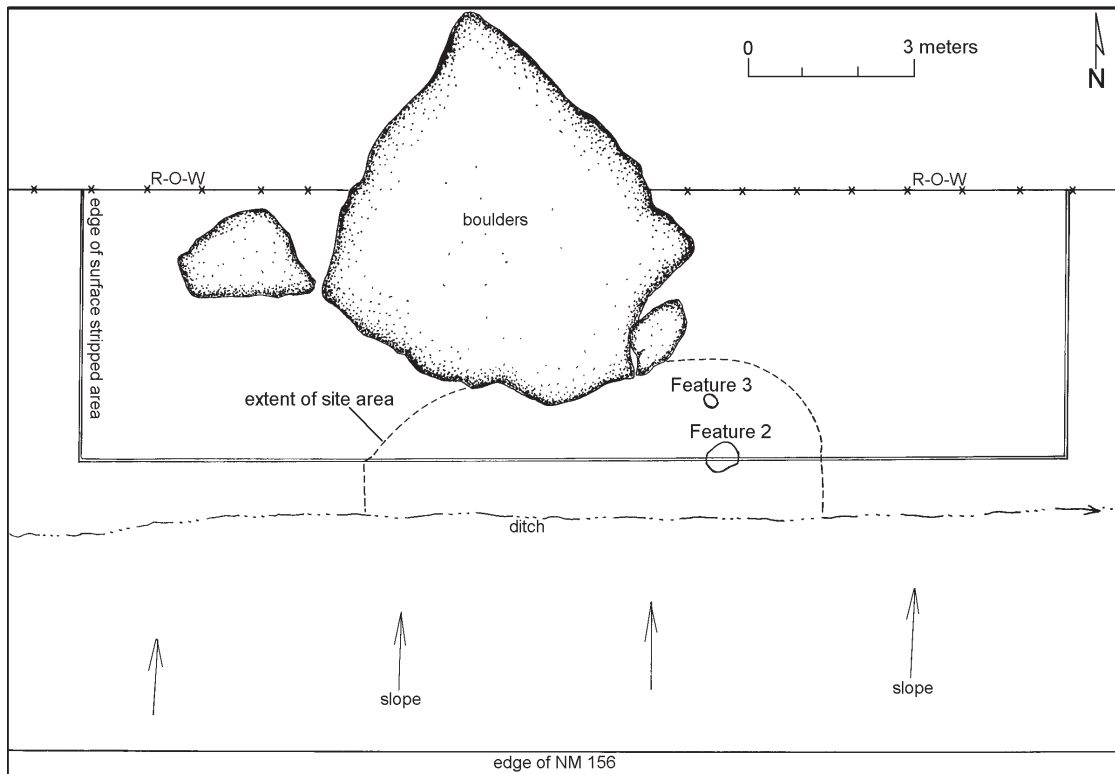 0 3 meters
N
R-O-W
R-O-W
edge of surface stripped area
boulders
extent of site area
Feature 3
Feature 2
ditch
slope
slope
edge of NM 156